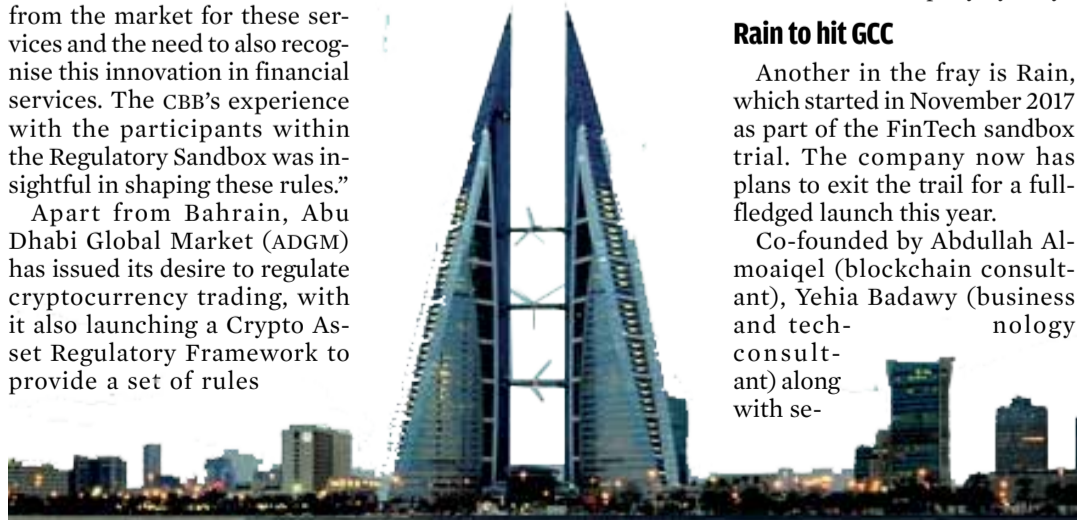 from the market for these ser-
vices and the need to also recog-
nise this innovation in financial
services. The CBB's experience
with the participants within
the Regulatory Sandbox was in-
sightful in shaping these rules.”
Apart from Bahrain, Abu
Dhabi Global Market (ADGM)
has issued its desire to regulate
cryptocurrency trading, with
it also launching a Crypto As-
set Regulatory Framework to
provide a set of rules
Rain to hit GCC
Another in the fray is Rain,
which started in November 2017
as part of the FinTech sandbox
trial. The company now has
plans to exit the trail for a full-
fledged launch this year.
Co-founded by Abdullah Al-
moaiqel (blockchain consult-
ant), Yehia Badawy (business
and tech- nology
consult-
ant) along
with se-